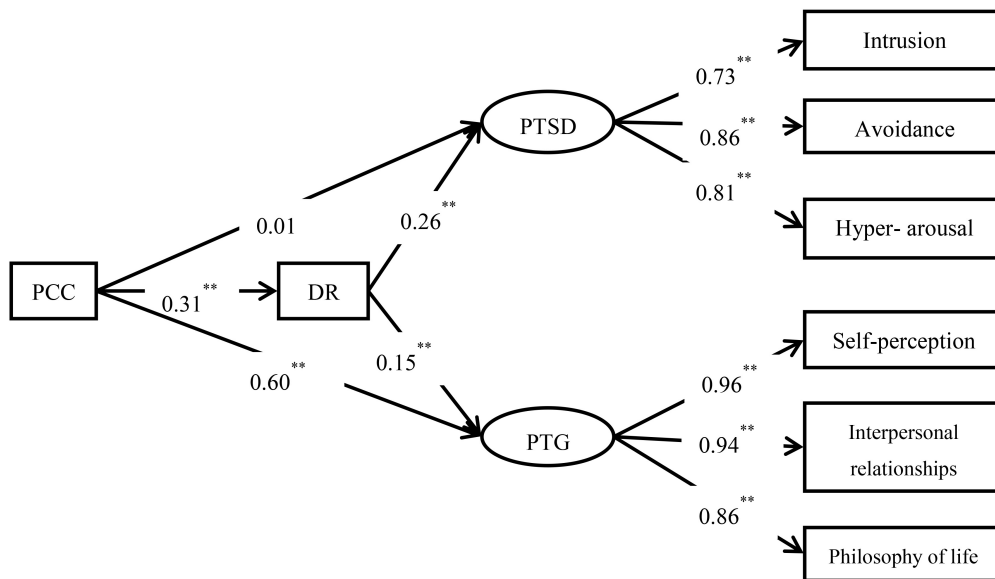 Intrusion
0.73**
PTSD
0.86**
Avoidance
0.81**
0.01
0.26**
Hyper- arousal
PCC
0.31**
DR
Self-perception
0.15**
0.60**
0.96**
PTG
0.94**
Interpersonal
relationships
0.86**
Philosophy of life